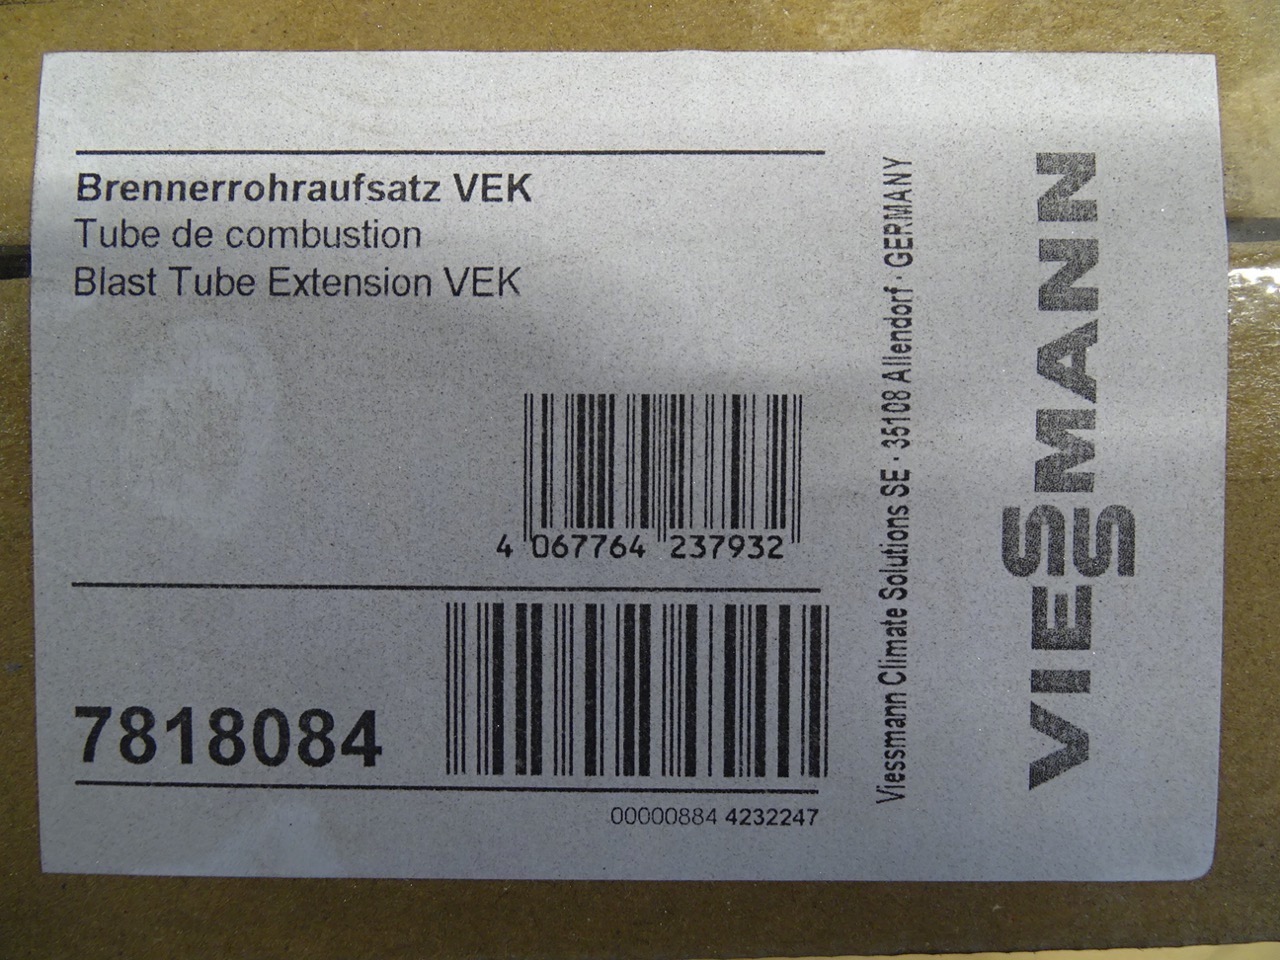 Brennerrohraufsatz VEK
Tube de combustion
Blast Tube Extension VEK
4 067764 237932
7818084
00000884 4232247
Viessmann Climate Solutions SE · 35108 Allendorf · GERMANY
VIESSMANN